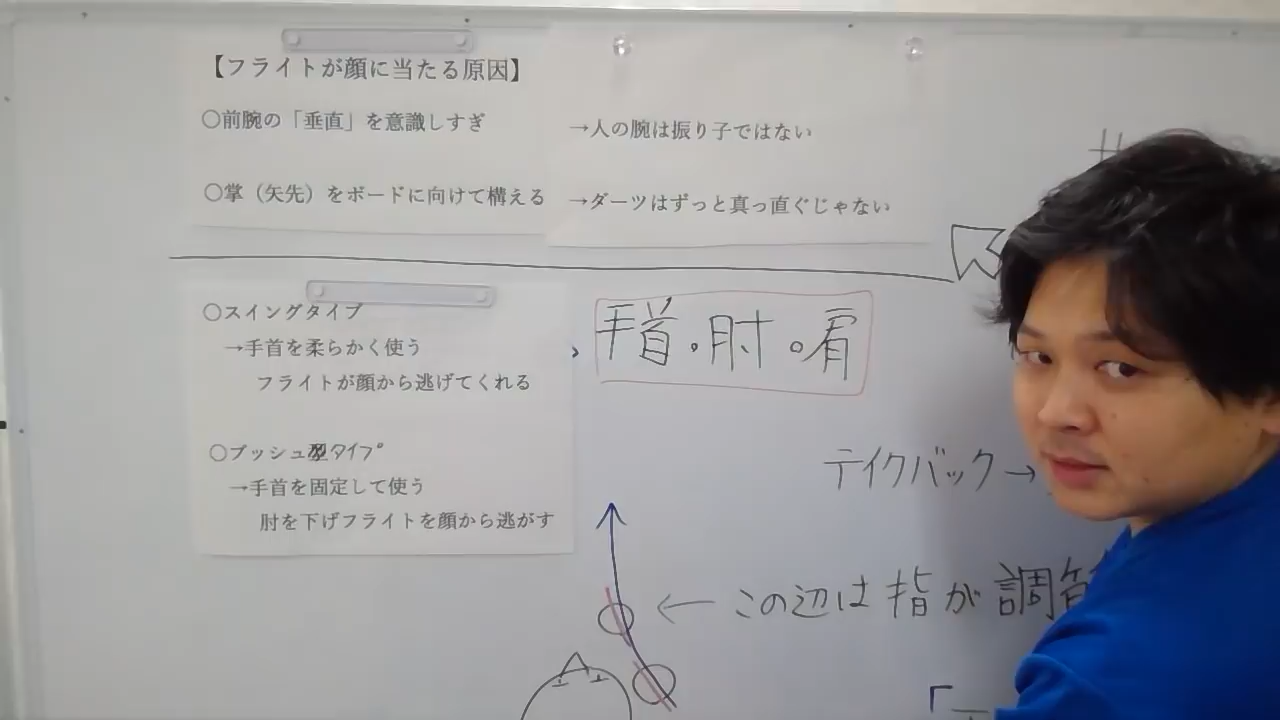 【フライトが顔に当たる原因】
○前腕の「垂直」を意識しすぎ
→人の腕は振り子ではない
○掌（矢先）をボードに向けて構える
→ダーツはずっと真っ直ぐじゃない
○スイングタイプ
→手首を柔らかく使う
フライトが顔から逃げてくれる
手首。肘。肩
○プッシュ型タイプ
→手首を固定して使う
肘を下げフライトを顔から逃がす
テイクバック→
←この辺は指が調節